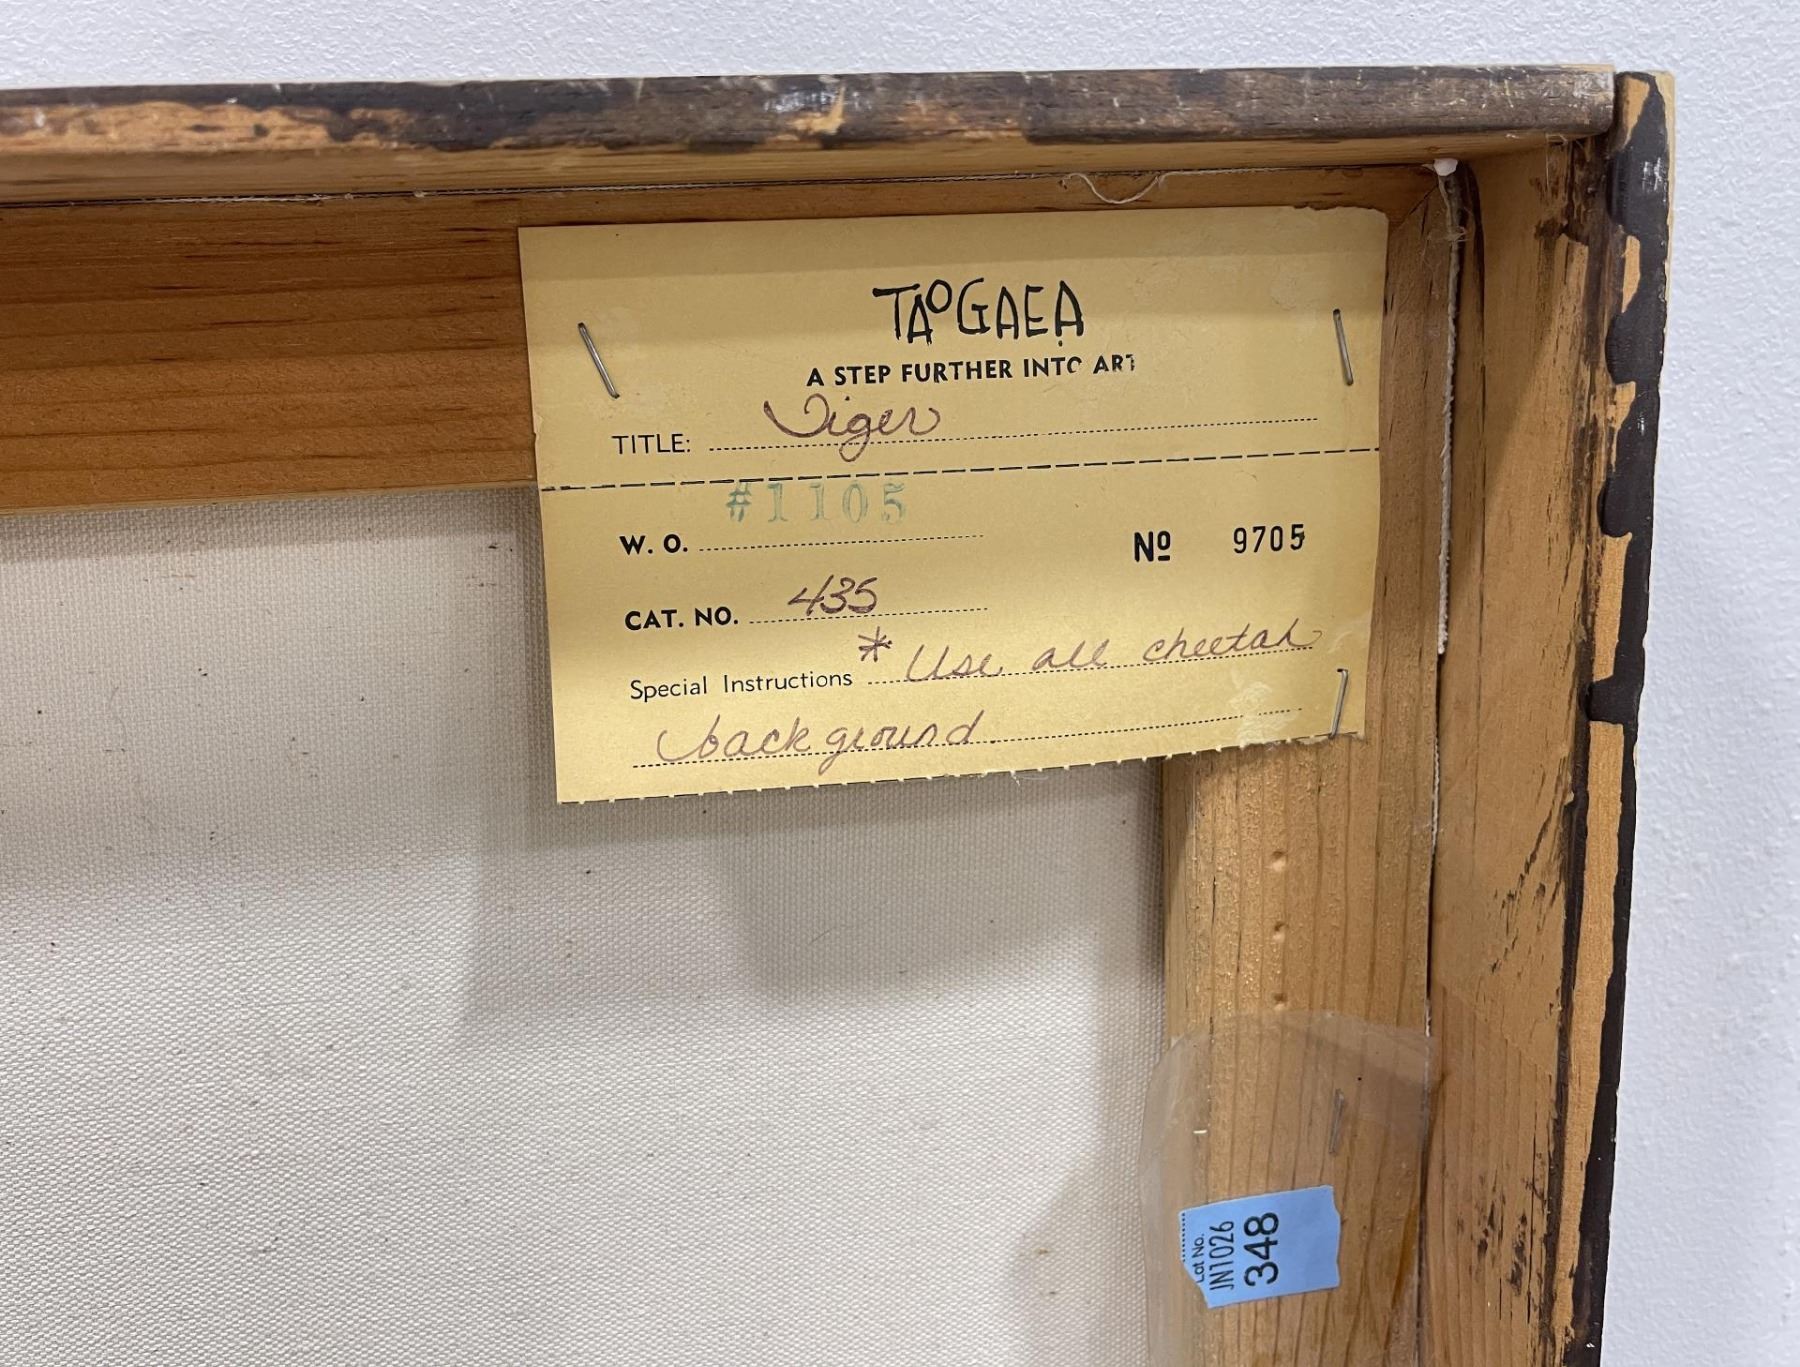 TAOGAEA
A STEP FURTHER INTO ART
TITLE: Tiger
W. O. #1105
No 9705
CAT. NO. 435
Special Instructions * Use all cheetah
background
Lot No.
JN1026
348